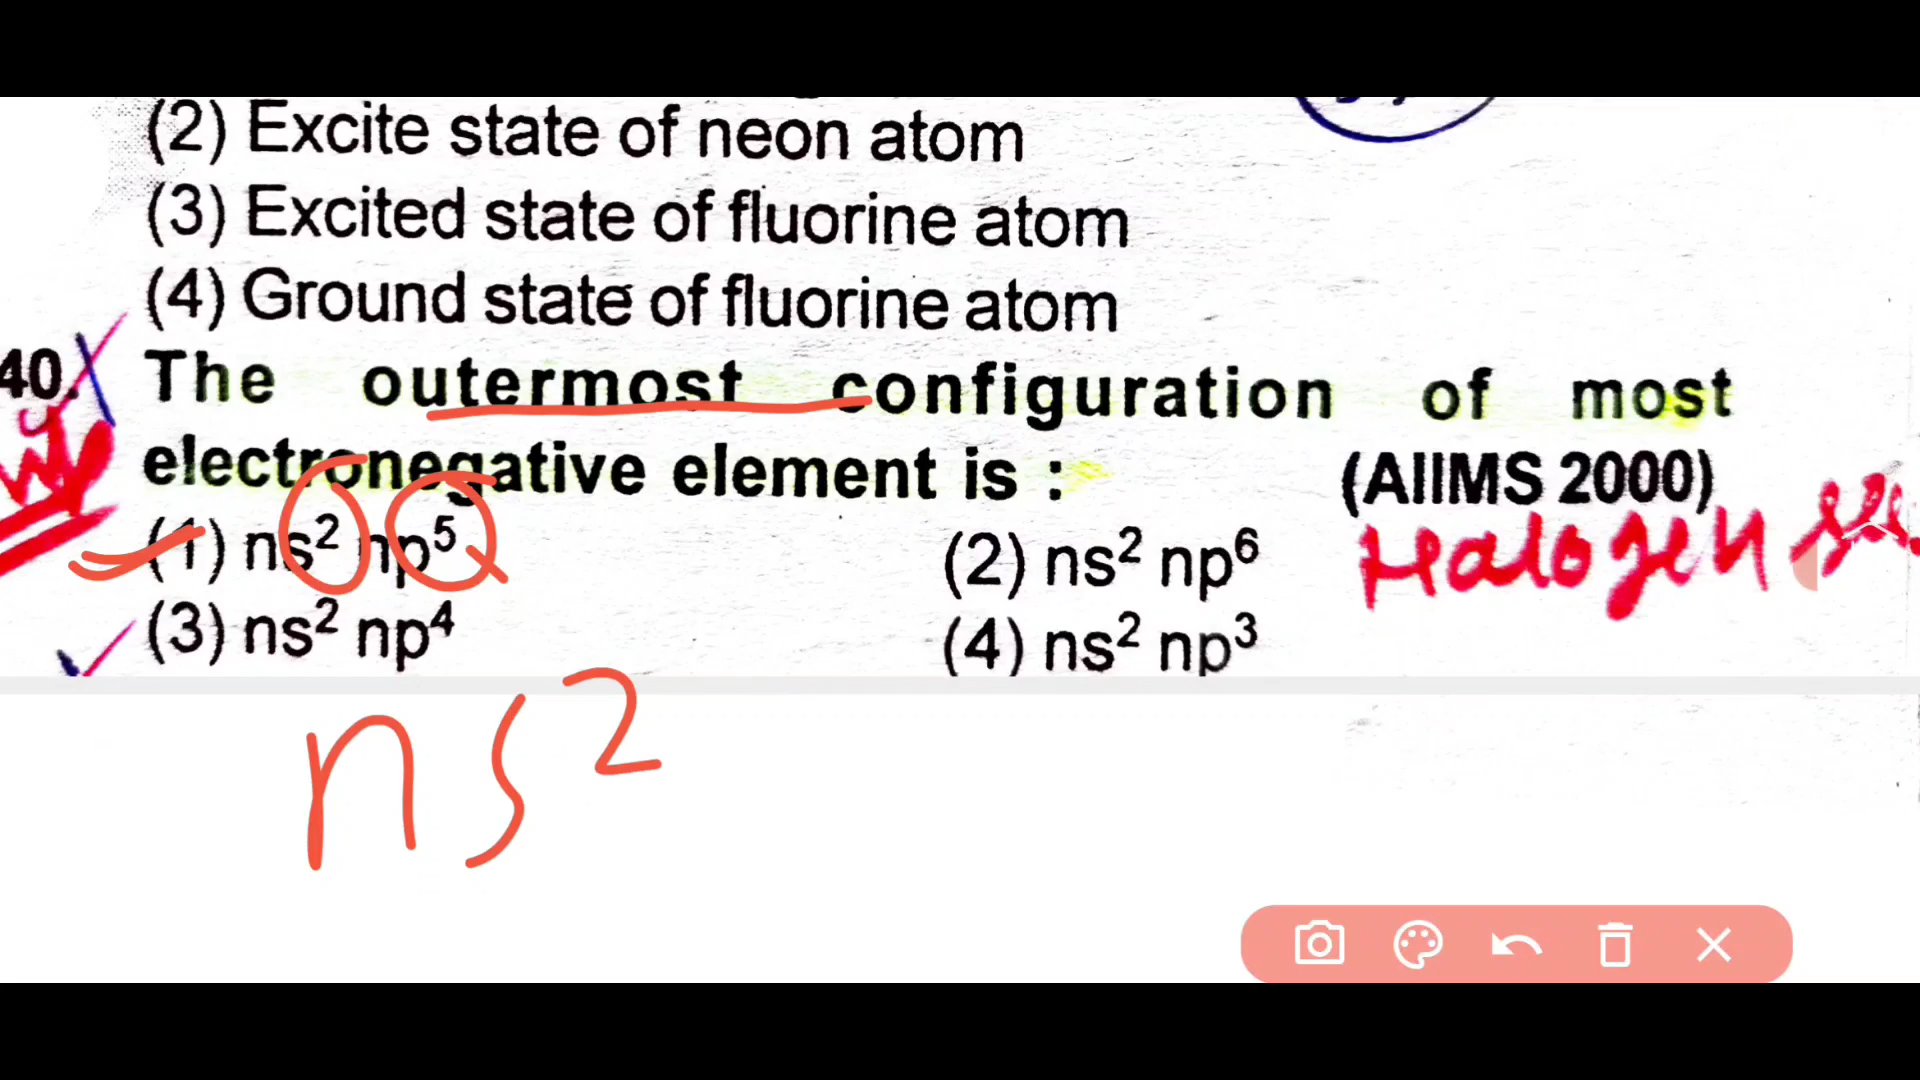 (2) Excite state of neon atom
(3) Excited state of fluorine atom
(4) Ground state of fluorine atom
40. The outermost configuration of most
electronegative element is : (AIIMS 2000)
(1) ns² np⁵ (2) ns² np⁶ Halogen
(3) ns² np⁴ (4) ns² np³
ns²